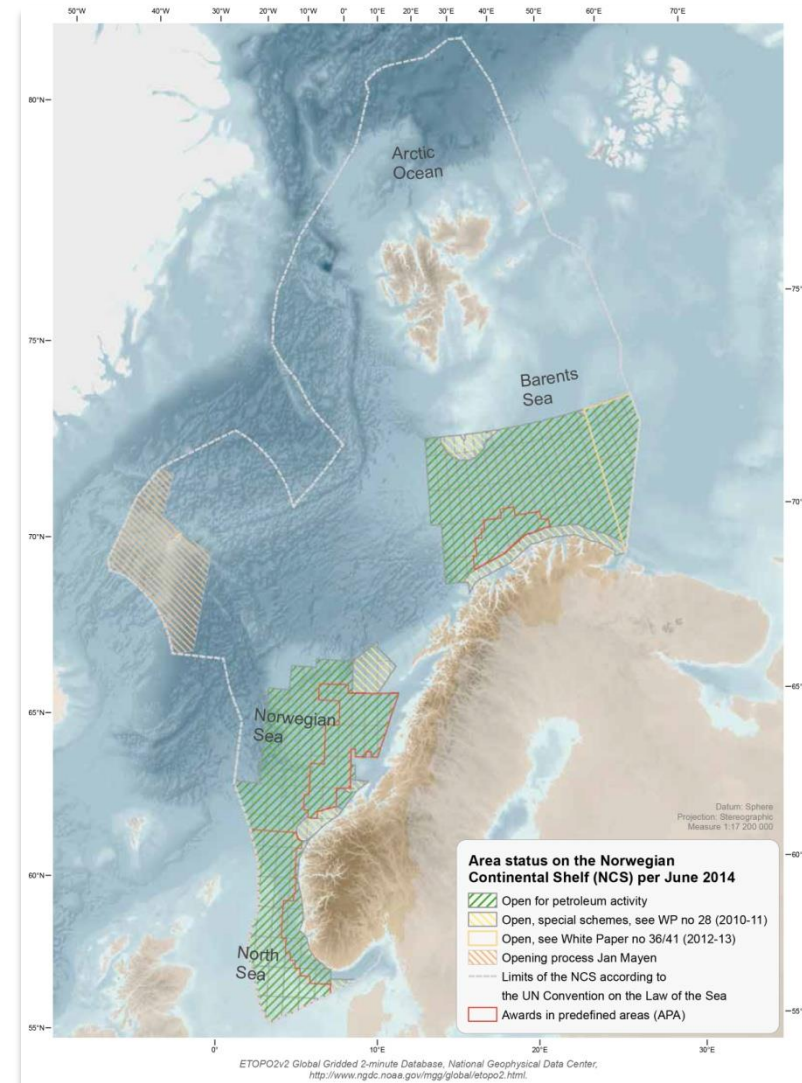 50°W 40°W 30°W 20°W 10°W 0° 10°E 20°E 30°E 40°E 50°E 60°E 70°E
80°N
Arctic
Ocean
75°N
75°
Barents
Sea
70°N
70°
65°N
65°
Norwegian
Sea
60°N
60°
North
Sea
55°N
55°
Datum: Sphere
Projection: Stereographic
Measure 1:17 200 000
Area status on the Norwegian
Continental Shelf (NCS) per June 2014
Open for petroleum activity
Open, special schemes, see WP no 28 (2010-11)
Open, see White Paper no 36/41 (2012-13)
Opening process Jan Mayen
Limits of the NCS according to
the UN Convention on the Law of the Sea
Awards in predefined areas (APA)
0° 10°E 20°E 30°E
ETOPO2v2 Global Gridded 2-minute Database, National Geophysical Data Center,
http://www.ngdc.noaa.gov/mgg/global/etopo2.html.